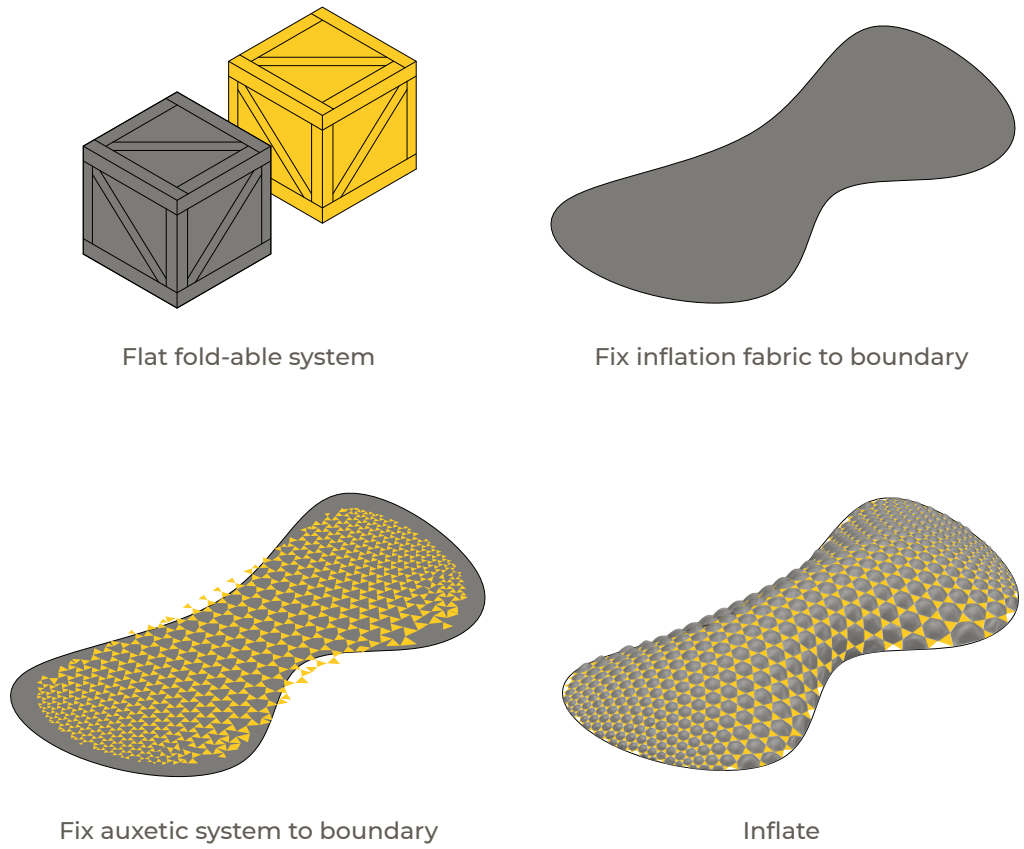 Flat fold-able system
Fix inflation fabric to boundary
Fix auxetic system to boundary
Inflate